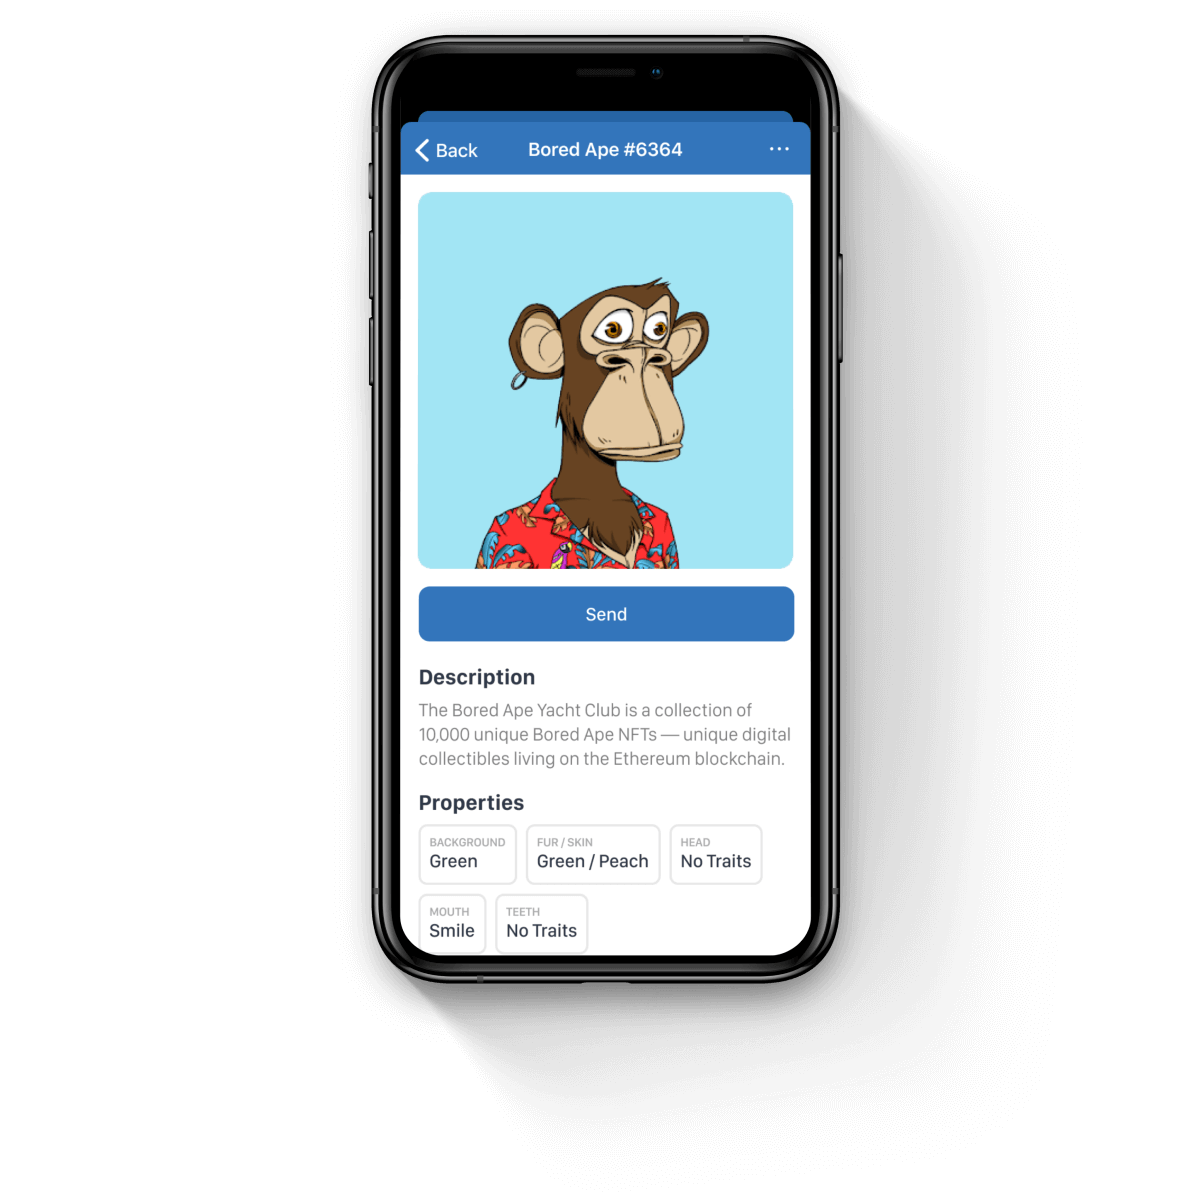 Back
Bored Ape #6364
Send
Description
The Bored Ape Yacht Club is a collection of
10,000 unique Bored Ape NFTs — unique digital
collectibles living on the Ethereum blockchain.
Properties
BACKGROUND
Green
FUR / SKIN
Green / Peach
HEAD
No Traits
MOUTH
Smile
TEETH
No Traits